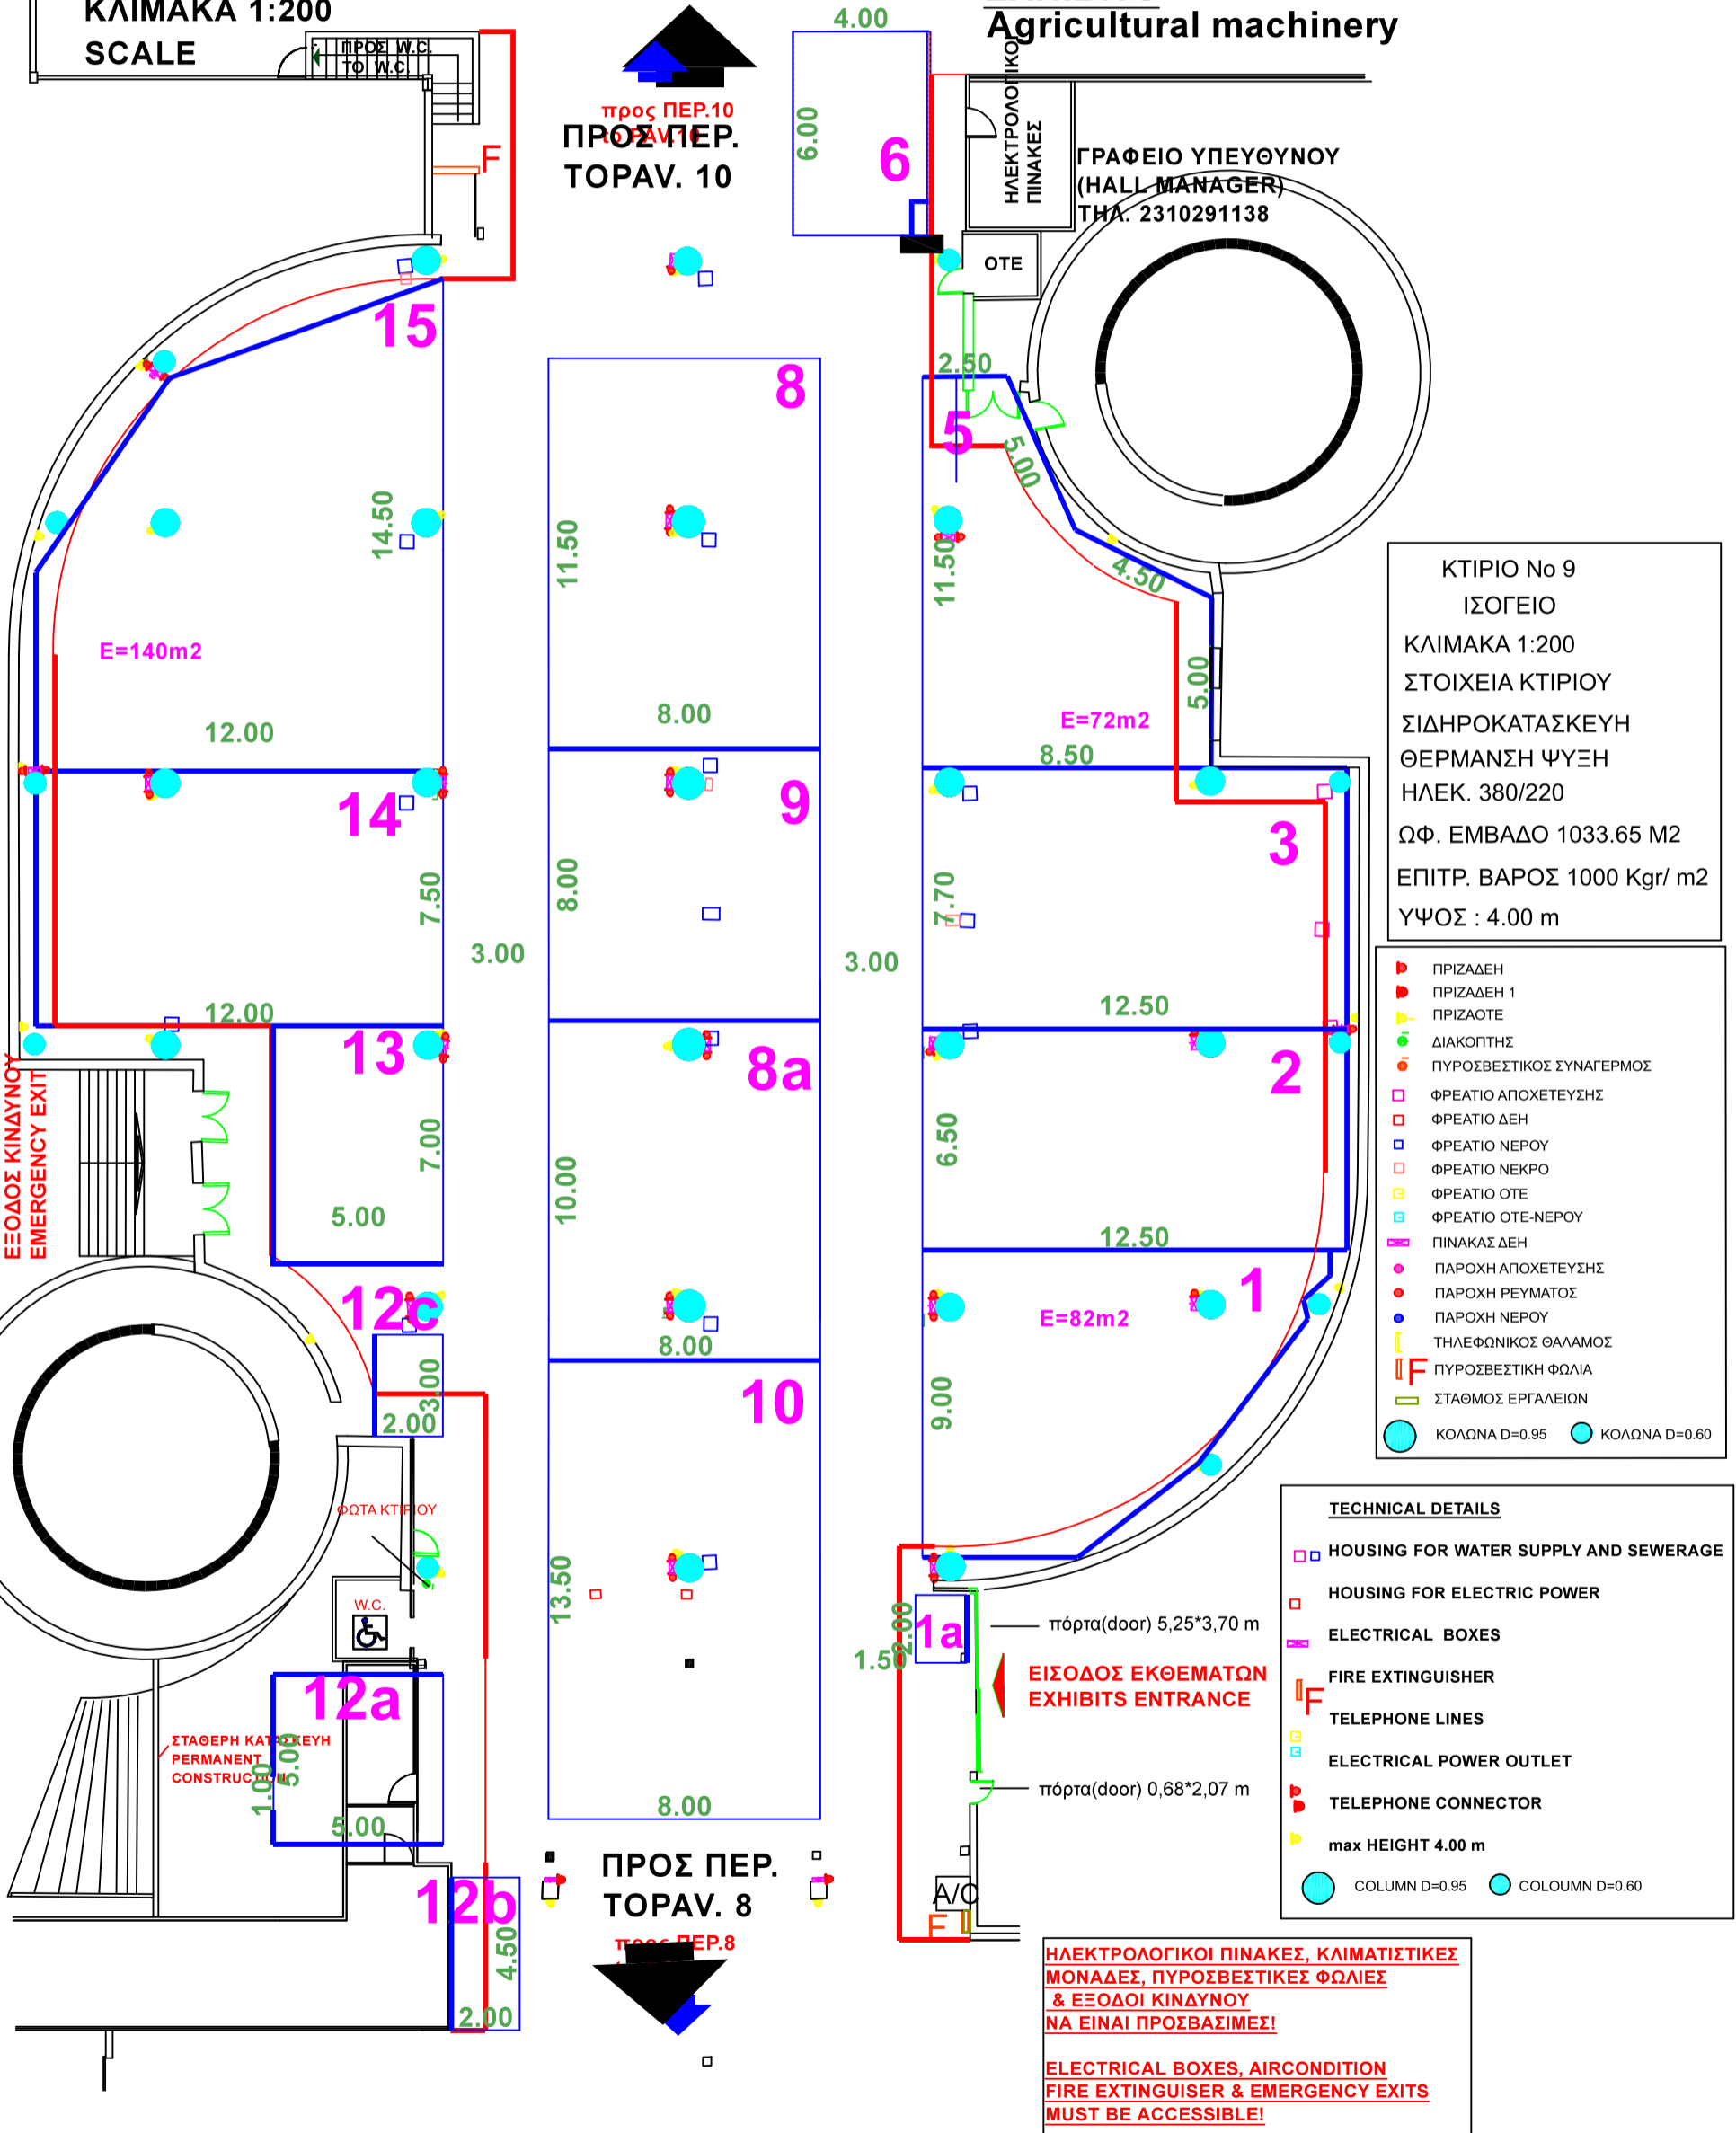 ΚΛΙΜΑΚΑ 1:200
SCALE
ΠΡΟΣ W.C.
TO W.C.
F
προς ΠΕΡ.10
ΠΡΟΣ ΠΕΡ.
TOPAV. 10
4.00
6.00
6
Agricultural machinery
ΗΛΕΚΤΡΟΛΟΓΙΚΟΙ
ΠΙΝΑΚΕΣ
ΓΡΑΦΕΙΟ ΥΠΕΥΘΥΝΟΥ
(HALL MANAGER)
ΤΗΛ. 2310291138
OTE
15
14.50
E=140m2
12.00
8
11.50
8.00
2.50
5
5.00
4.50
11.50
5.00
E=72m2
8.50
14
7.50
12.00
3.00
9
8.00
3.00
3
7.70
12.50
13
7.00
5.00
8a
10.00
8.00
2
6.50
12.50
ΕΞΟΔΟΣ ΚΙΝΔΥΝΟΥ
EMERGENCY EXIT
12c
3.00
2.00
1
E=82m2
9.00
10
13.50
8.00
ΦΩΤΑ ΚΤΙΡΙΟΥ
W.C.
12a
ΣΤΑΘΕΡΗ ΚΑΤΑΣΚΕΥΗ
PERMANENT
CONSTRUCTION
1.00
5.00
5.00
12b
4.50
2.00
1a
2.00
1.50
πόρτα(door) 5,25*3,70 m
ΕΙΣΟΔΟΣ ΕΚΘΕΜΑΤΩΝ
EXHIBITS ENTRANCE
πόρτα(door) 0,68*2,07 m
A/C
F
ΠΡΟΣ ΠΕΡ.
TOPAV. 8
προς ΠΕΡ.8
ΚΤΙΡΙΟ Νο 9
ΙΣΟΓΕΙΟ
ΚΛΙΜΑΚΑ 1:200
ΣΤΟΙΧΕΙΑ ΚΤΙΡΙΟΥ
ΣΙΔΗΡΟΚΑΤΑΣΚΕΥΗ
ΘΕΡΜΑΝΣΗ ΨΥΞΗ
ΗΛΕΚ. 380/220
ΩΦ. ΕΜΒΑΔΟ 1033.65 Μ2
ΕΠΙΤΡ. ΒΑΡΟΣ 1000 Kgr/ m2
ΥΨΟΣ : 4.00 m
ΠΡΙΖΑΔΕΗ
ΠΡΙΖΑΔΕΗ 1
ΠΡΙΖΑΟΤΕ
ΔΙΑΚΟΠΤΗΣ
ΠΥΡΟΣΒΕΣΤΙΚΟΣ ΣΥΝΑΓΕΡΜΟΣ
ΦΡΕΑΤΙΟ ΑΠΟΧΕΤΕΥΣΗΣ
ΦΡΕΑΤΙΟ ΔΕΗ
ΦΡΕΑΤΙΟ ΝΕΡΟΥ
ΦΡΕΑΤΙΟ ΝΕΚΡΟ
ΦΡΕΑΤΙΟ ΟΤΕ
ΦΡΕΑΤΙΟ ΟΤΕ-ΝΕΡΟΥ
ΠΙΝΑΚΑΣ ΔΕΗ
ΠΑΡΟΧΗ ΑΠΟΧΕΤΕΥΣΗΣ
ΠΑΡΟΧΗ ΡΕΥΜΑΤΟΣ
ΠΑΡΟΧΗ ΝΕΡΟΥ
ΤΗΛΕΦΩΝΙΚΟΣ ΘΑΛΑΜΟΣ
F ΠΥΡΟΣΒΕΣΤΙΚΗ ΦΩΛΙΑ
ΣΤΑΘΜΟΣ ΕΡΓΑΛΕΙΩΝ
ΚΟΛΩΝΑ D=0.95 ΚΟΛΩΝΑ D=0.60
TECHNICAL DETAILS
HOUSING FOR WATER SUPPLY AND SEWERAGE
HOUSING FOR ELECTRIC POWER
ELECTRICAL BOXES
FIRE EXTINGUISHER
F
TELEPHONE LINES
ELECTRICAL POWER OUTLET
TELEPHONE CONNECTOR
max HEIGHT 4.00 m
COLUMN D=0.95 COLOUMN D=0.60
ΗΛΕΚΤΡΟΛΟΓΙΚΟΙ ΠΙΝΑΚΕΣ, ΚΛΙΜΑΤΙΣΤΙΚΕΣ
ΜΟΝΑΔΕΣ, ΠΥΡΟΣΒΕΣΤΙΚΕΣ ΦΩΛΙΕΣ
& ΕΞΟΔΟΙ ΚΙΝΔΥΝΟΥ
ΝΑ ΕΙΝΑΙ ΠΡΟΣΒΑΣΙΜΕΣ!
ELECTRICAL BOXES, AIRCONDITION
FIRE EXTINGUISER & EMERGENCY EXITS
MUST BE ACCESSIBLE!